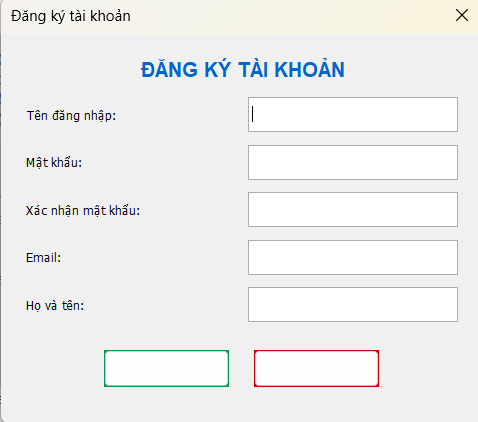 Đăng ký tài khoản
ĐĂNG KÝ TÀI KHOẢN
Tên đăng nhập:
Mật khẩu:
Xác nhận mật khẩu:
Email:
Họ và tên: